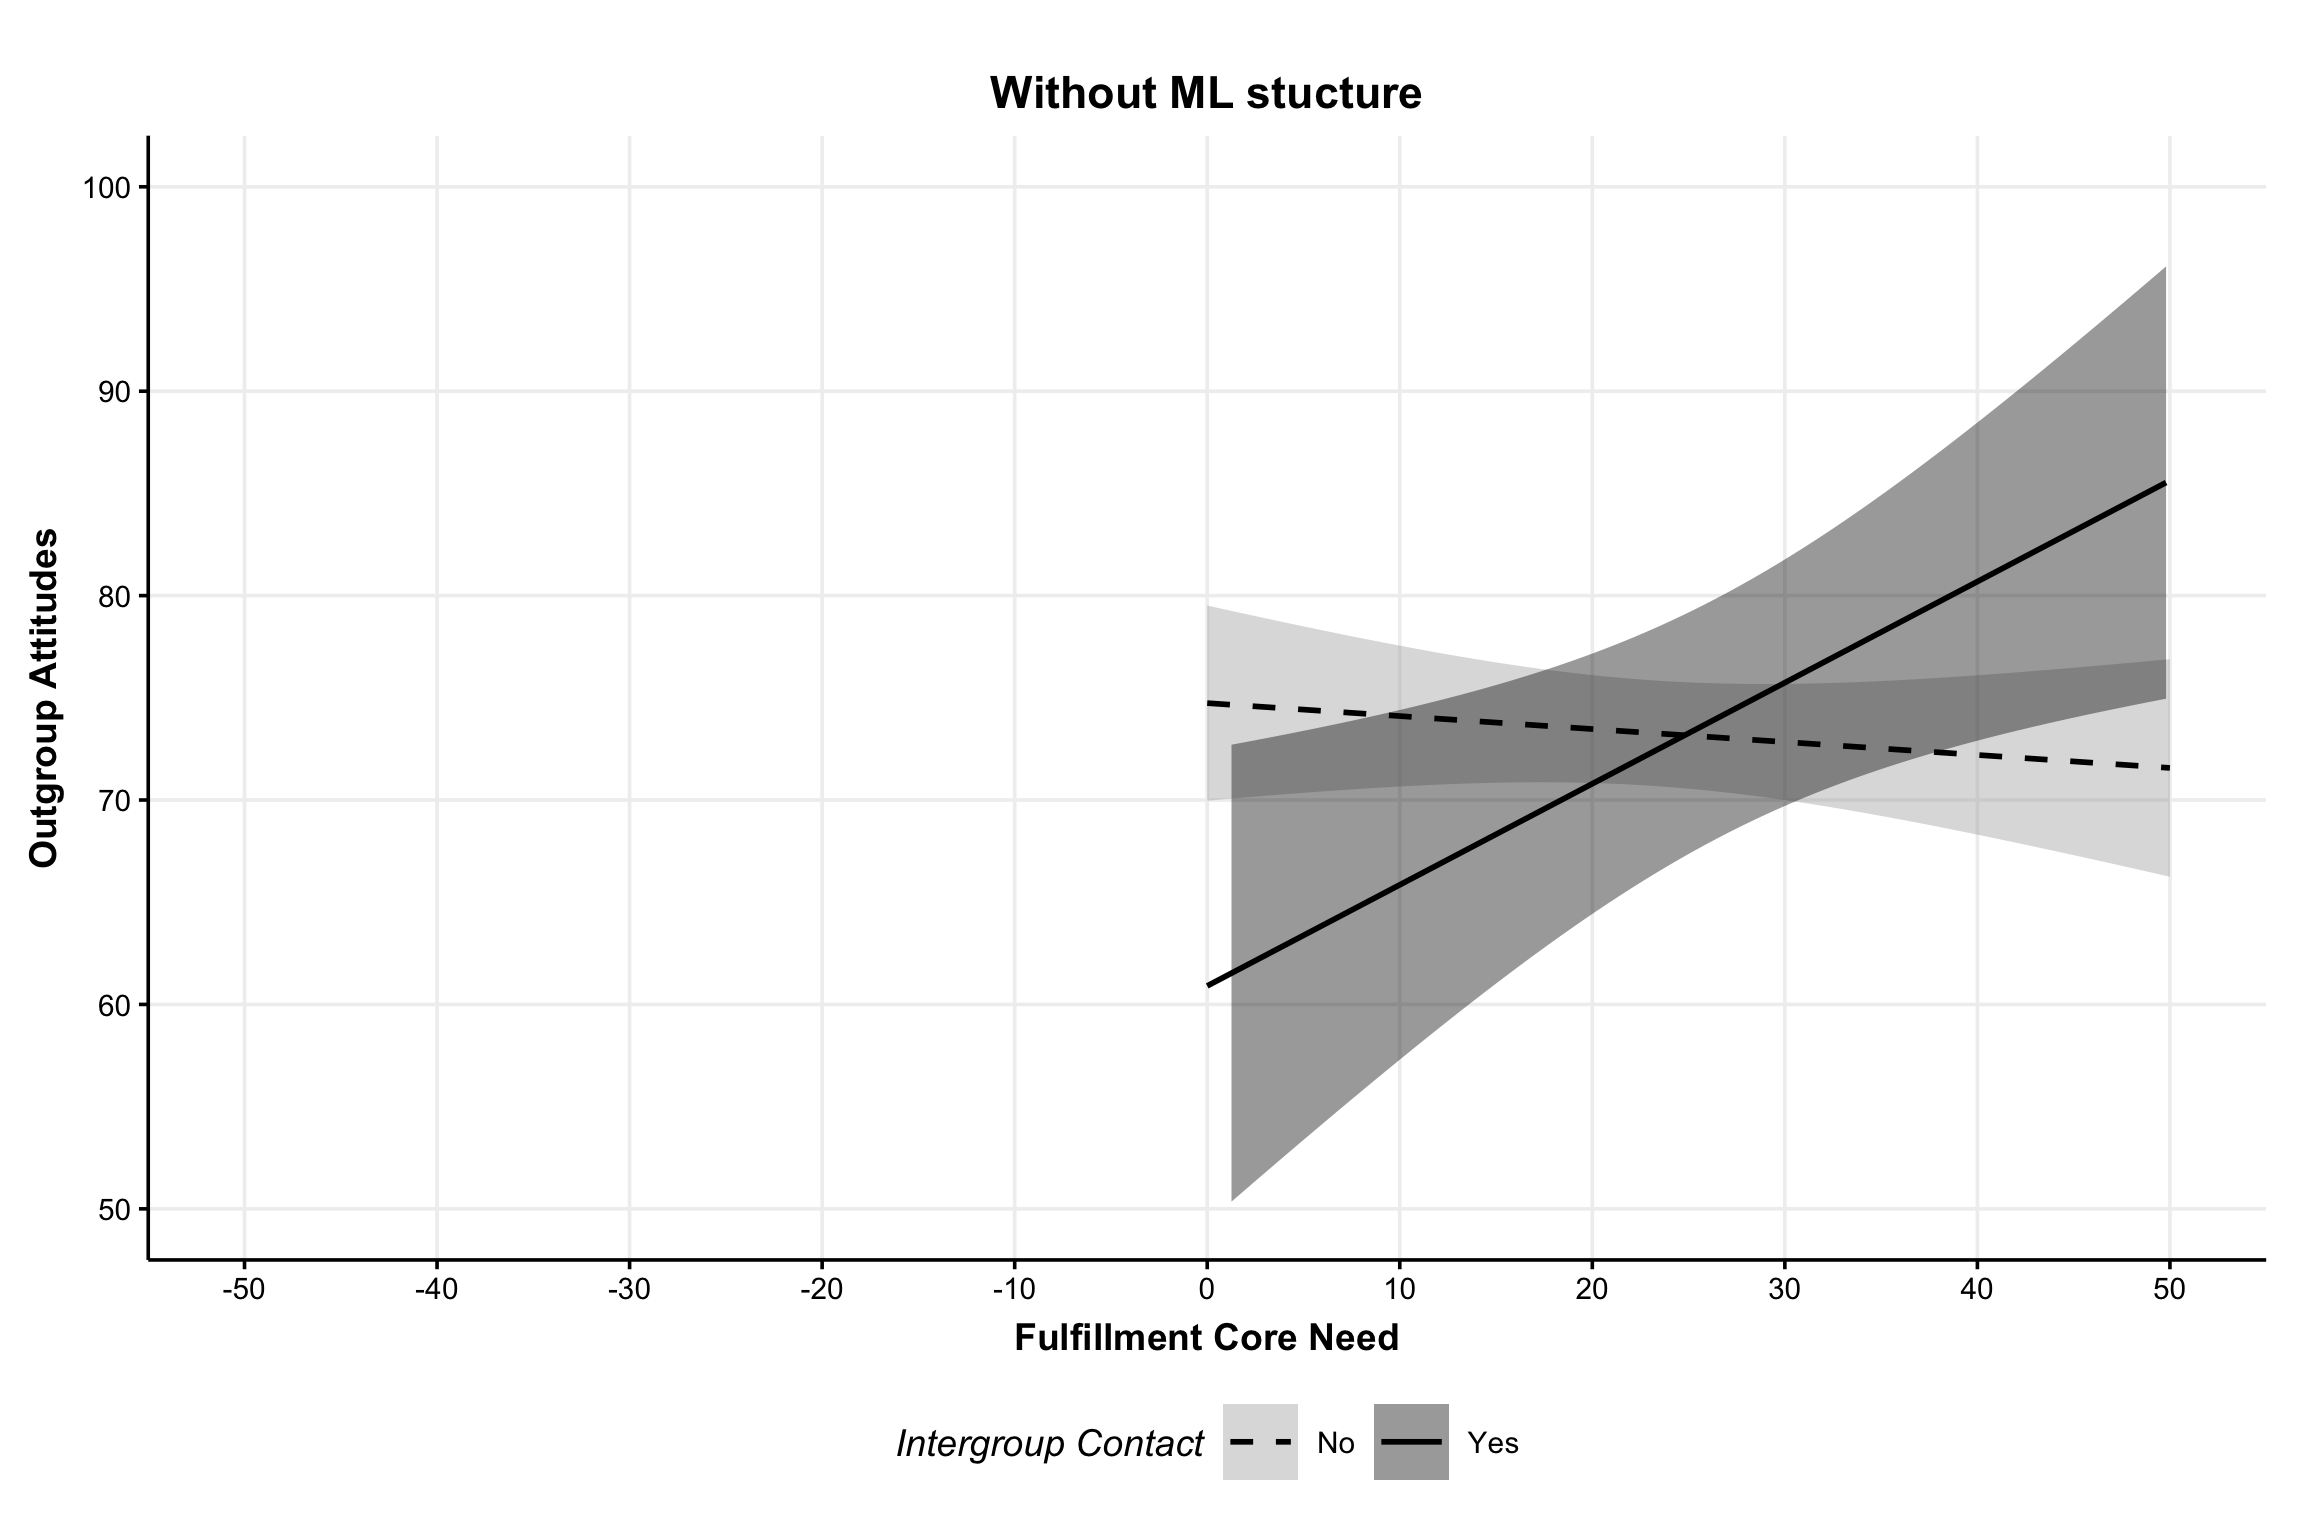 Without ML stucture
Outgroup Attitudes
100
90
80
70
60
50
-50 -40 -30 -20 -10 0 10 20 30 40 50
Fulfillment Core Need
Intergroup Contact No Yes